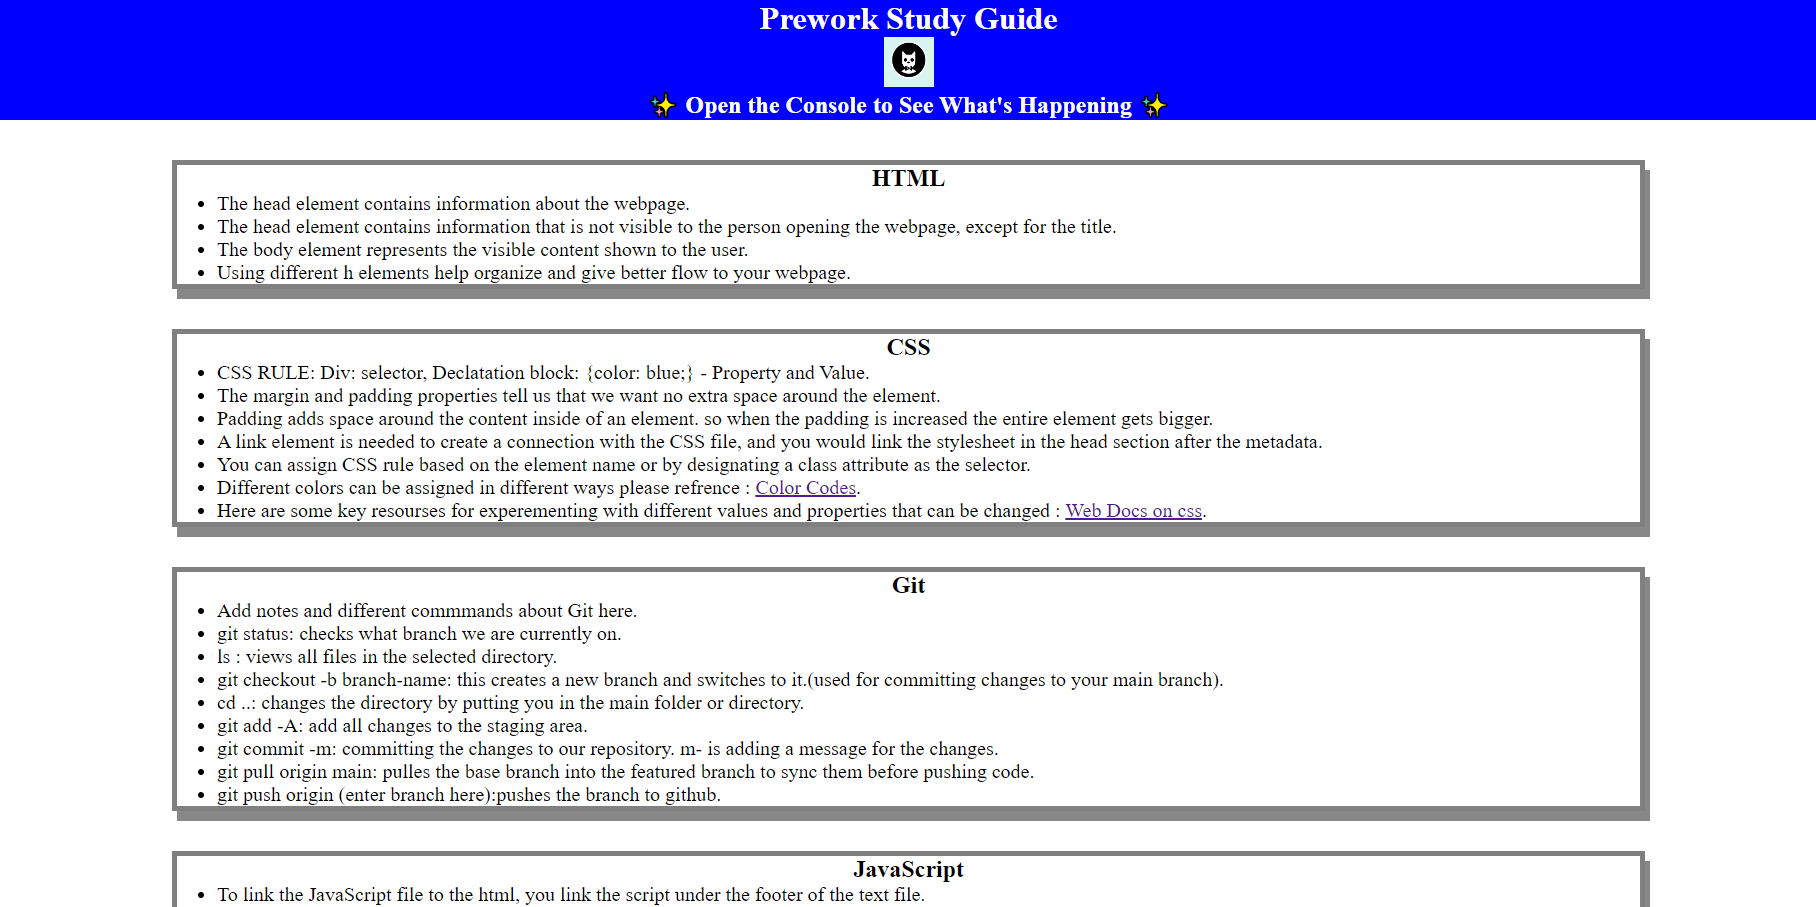 Prework Study Guide
✨ Open the Console to See What's Happening ✨
HTML
• The head element contains information about the webpage.
• The head element contains information that is not visible to the person opening the webpage, except for the title.
• The body element represents the visible content shown to the user.
• Using different h elements help organize and give better flow to your webpage.
CSS
• CSS RULE: Div: selector, Declatation block: {color: blue;} - Property and Value.
• The margin and padding properties tell us that we want no extra space around the element.
• Padding adds space around the content inside of an element. so when the padding is increased the entire element gets bigger.
• A link element is needed to create a connection with the CSS file, and you would link the stylesheet in the head section after the metadata.
• You can assign CSS rule based on the element name or by designating a class attribute as the selector.
• Different colors can be assigned in different ways please refrence : Color Codes.
• Here are some key resourses for experementing with different values and properties that can be changed : Web Docs on css.
Git
• Add notes and different commmands about Git here.
• git status: checks what branch we are currently on.
• ls : views all files in the selected directory.
• git checkout -b branch-name: this creates a new branch and switches to it.(used for committing changes to your main branch).
• cd ..: changes the directory by putting you in the main folder or directory.
• git add -A: add all changes to the staging area.
• git commit -m: committing the changes to our repository. m- is adding a message for the changes.
• git pull origin main: pulles the base branch into the featured branch to sync them before pushing code.
• git push origin (enter branch here):pushes the branch to github.
JavaScript
• To link the JavaScript file to the html, you link the script under the footer of the text file.